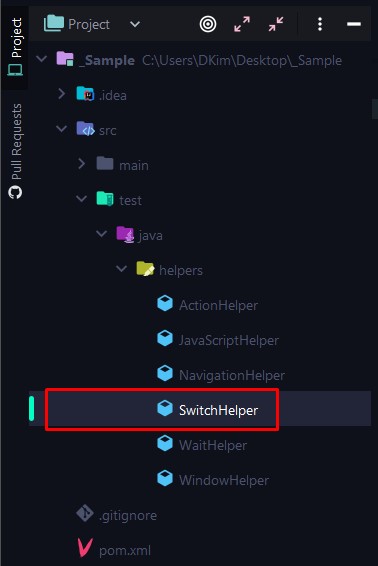 Project
Pull Requests
Project
_Sample C:\Users\DKim\Desktop\_Sample
.idea
src
main
test
java
helpers
ActionHelper
JavaScriptHelper
NavigationHelper
SwitchHelper
WaitHelper
WindowHelper
.gitignore
pom.xml